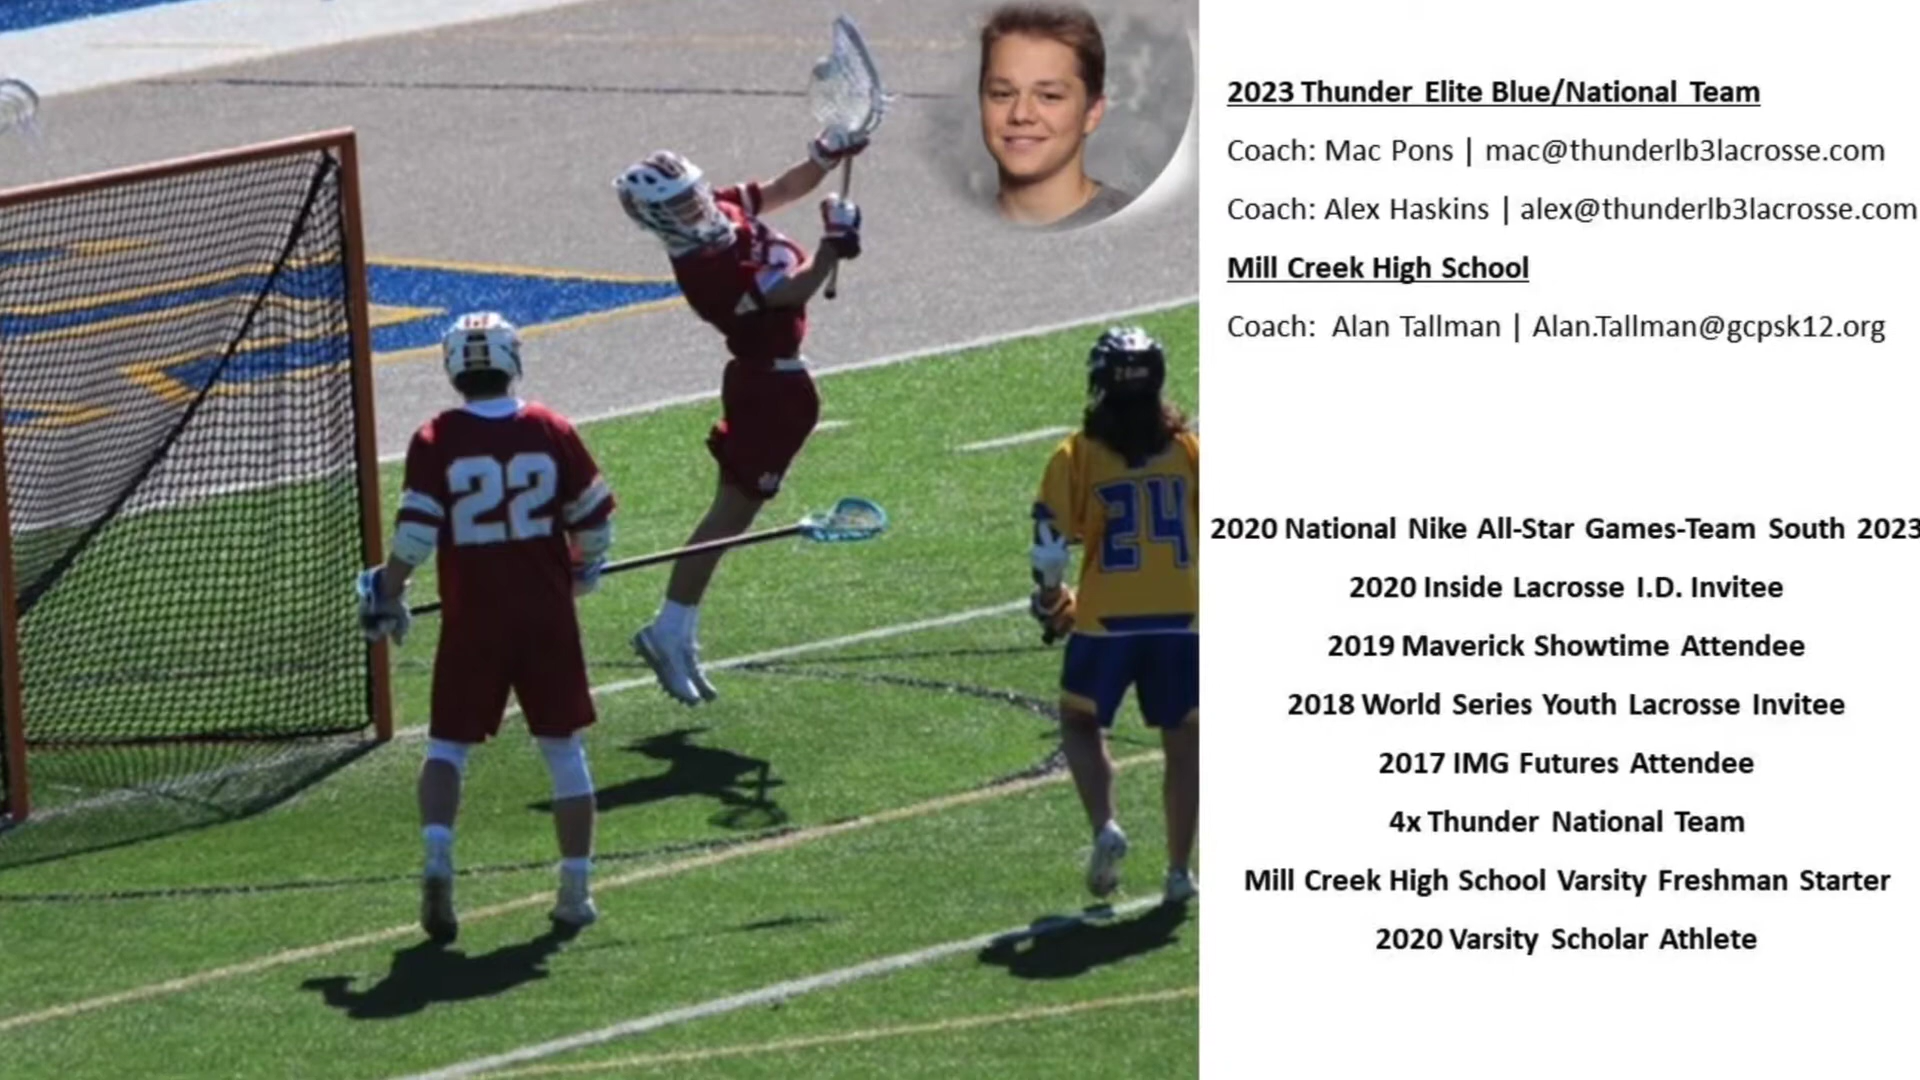 2023 Thunder Elite Blue/National Team
Coach: Mac Pons | mac@thunderlb3lacrosse.com
Coach: Alex Haskins | alex@thunderlb3lacrosse.com
Mill Creek High School
Coach: Alan Tallman | Alan.Tallman@gcpsk12.org
2020 National Nike All-Star Games-Team South 2023
2020 Inside Lacrosse I.D. Invitee
2019 Maverick Showtime Attendee
2018 World Series Youth Lacrosse Invitee
2017 IMG Futures Attendee
4x Thunder National Team
Mill Creek High School Varsity Freshman Starter
2020 Varsity Scholar Athlete
22
24